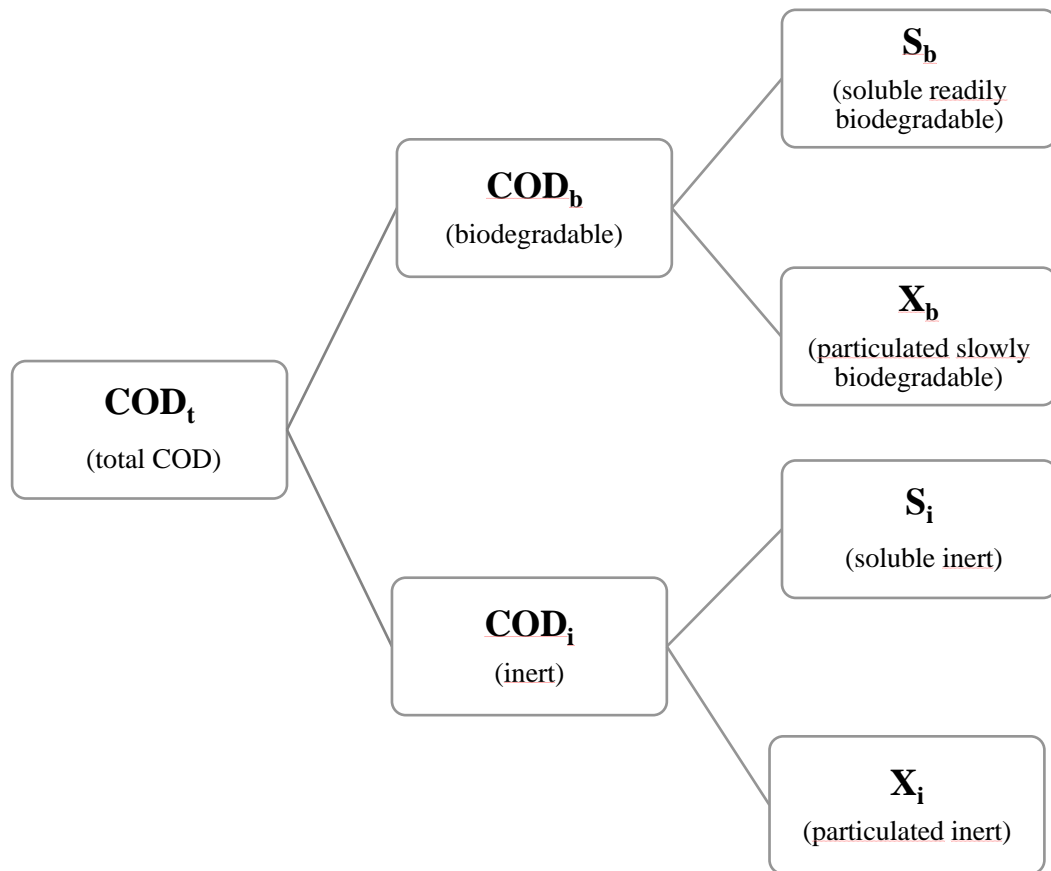 S_b
(soluble readily
biodegradable)
COD_b
(biodegradable)
X_b
(particulated slowly
biodegradable)
COD_t
(total COD)
S_i
(soluble inert)
COD_i
(inert)
X_i
(particulated inert)